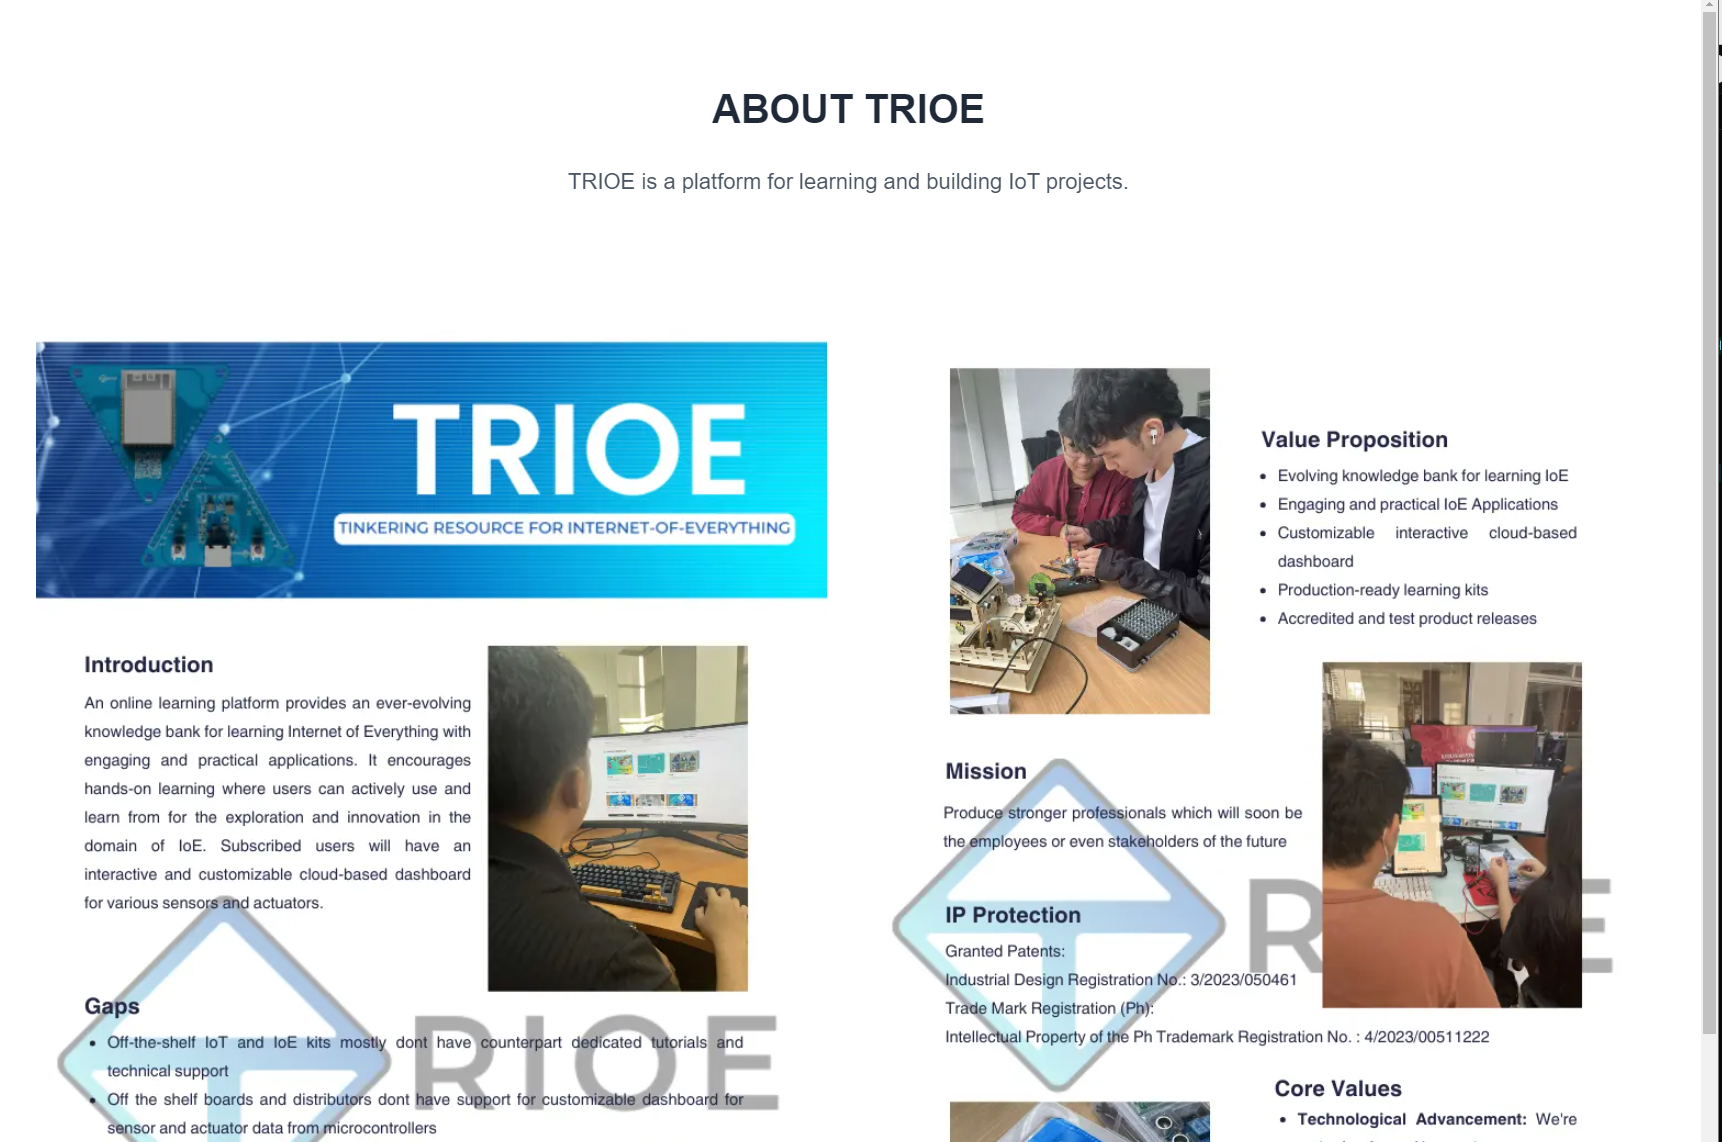 ABOUT TRIOE
TRIOE is a platform for learning and building IoT projects.
TRIOE
TINKERING RESOURCE FOR INTERNET-OF-EVERYTHING
Introduction
An online learning platform provides an ever-evolving
knowledge bank for learning Internet of Everything with
engaging and practical applications. It encourages
hands-on learning where users can actively use and
learn from for the exploration and innovation in the
domain of IoE. Subscribed users will have an
interactive and customizable cloud-based dashboard
for various sensors and actuators.
Gaps
• Off-the-shelf IoT and IoE kits mostly dont have counterpart dedicated tutorials and
technical support
• Off the shelf boards and distributors dont have support for customizable dashboard for
sensor and actuator data from microcontrollers
RIOE
Value Proposition
• Evolving knowledge bank for learning IoE
• Engaging and practical IoE Applications
• Customizable interactive cloud-based
dashboard
• Production-ready learning kits
• Accredited and test product releases
Mission
Produce stronger professionals which will soon be
the employees or even stakeholders of the future
IP Protection
Granted Patents:
Industrial Design Registration No.: 3/2023/050461
Trade Mark Registration (Ph):
Intellectual Property of the Ph Trademark Registration No. : 4/2023/00511222
R E
Core Values
• Technological Advancement: We're